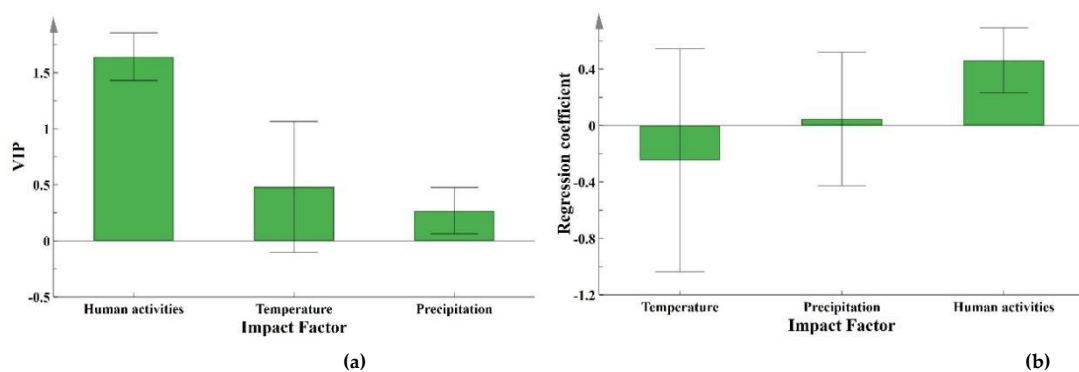 VIP
1.5
1
0.5
0
-0.5
Human activities Temperature Precipitation
Impact Factor
(a)
Regression coefficient
0.4
0
-0.4
-0.8
-1.2
Temperature Precipitation Human activities
Impact Factor
(b)